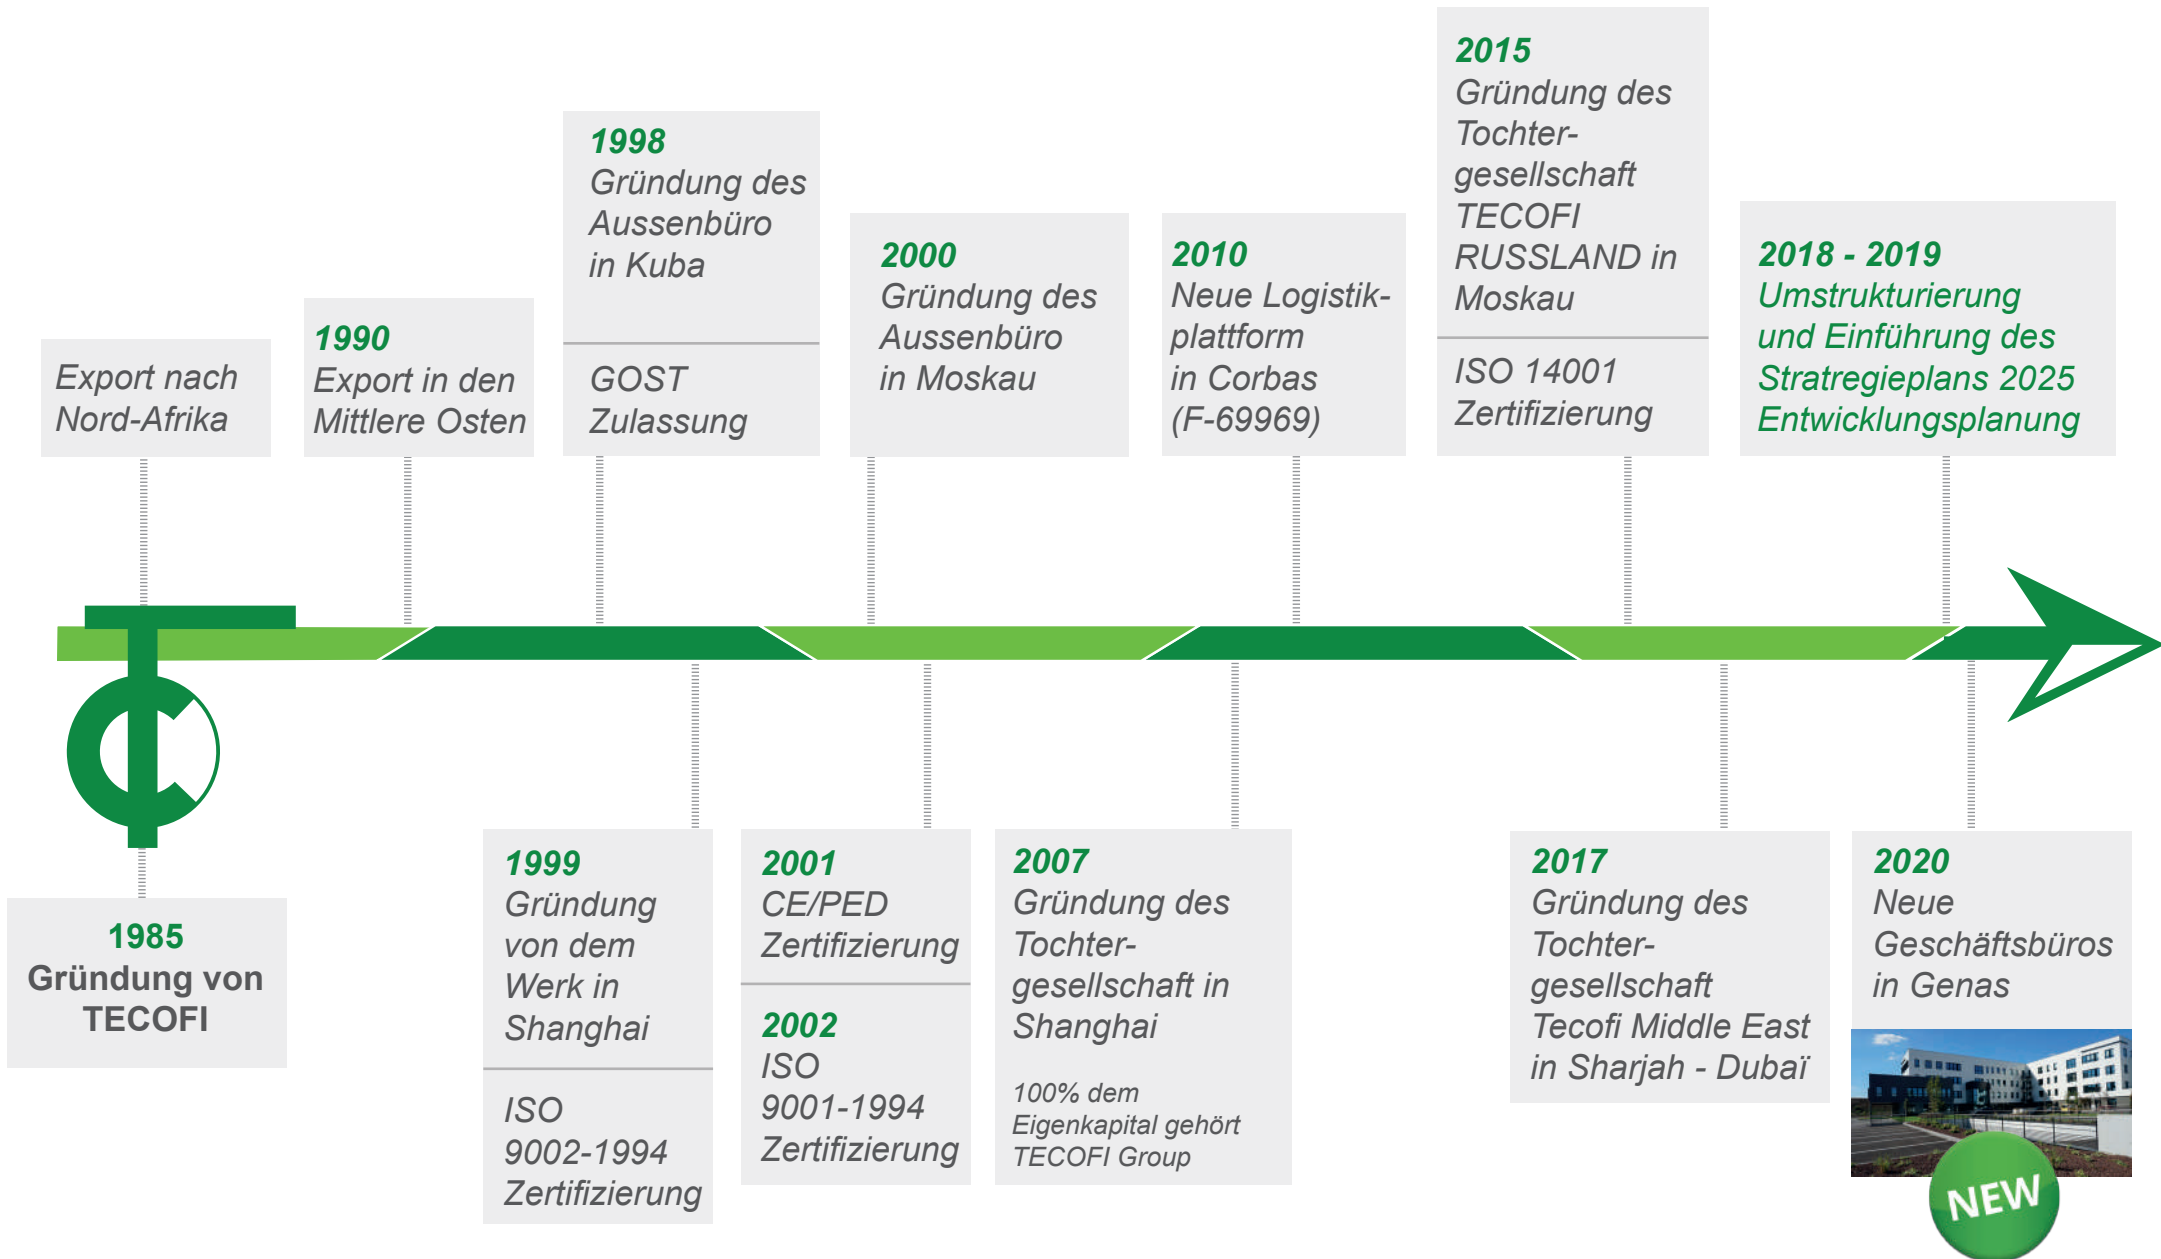 Export nach
Nord-Afrika
1990
Export in den
Mittlere Osten
1998
Gründung des
Aussenbüro
in Kuba
GOST
Zulassung
2000
Gründung des
Aussenbüro
in Moskau
2010
Neue Logistik-
plattform
in Corbas
(F-69969)
2015
Gründung des
Tochter-
gesellschaft
TECOFI
RUSSLAND in
Moskau
ISO 14001
Zertifizierung
2018 - 2019
Umstrukturierung
und Einführung des
Stratregieplans 2025
Entwicklungsplanung
1985
Gründung von
TECOFI
1999
Gründung
von dem
Werk in
Shanghai
ISO
9002-1994
Zertifizierung
2001
CE/PED
Zertifizierung
2002
ISO
9001-1994
Zertifizierung
2007
Gründung des
Tochter-
gesellschaft in
Shanghai
100% dem
Eigenkapital gehört
TECOFI Group
2017
Gründung des
Tochter-
gesellschaft
Tecofi Middle East
in Sharjah - Dubaï
2020
Neue
Geschäftsbüros
in Genas
NEW